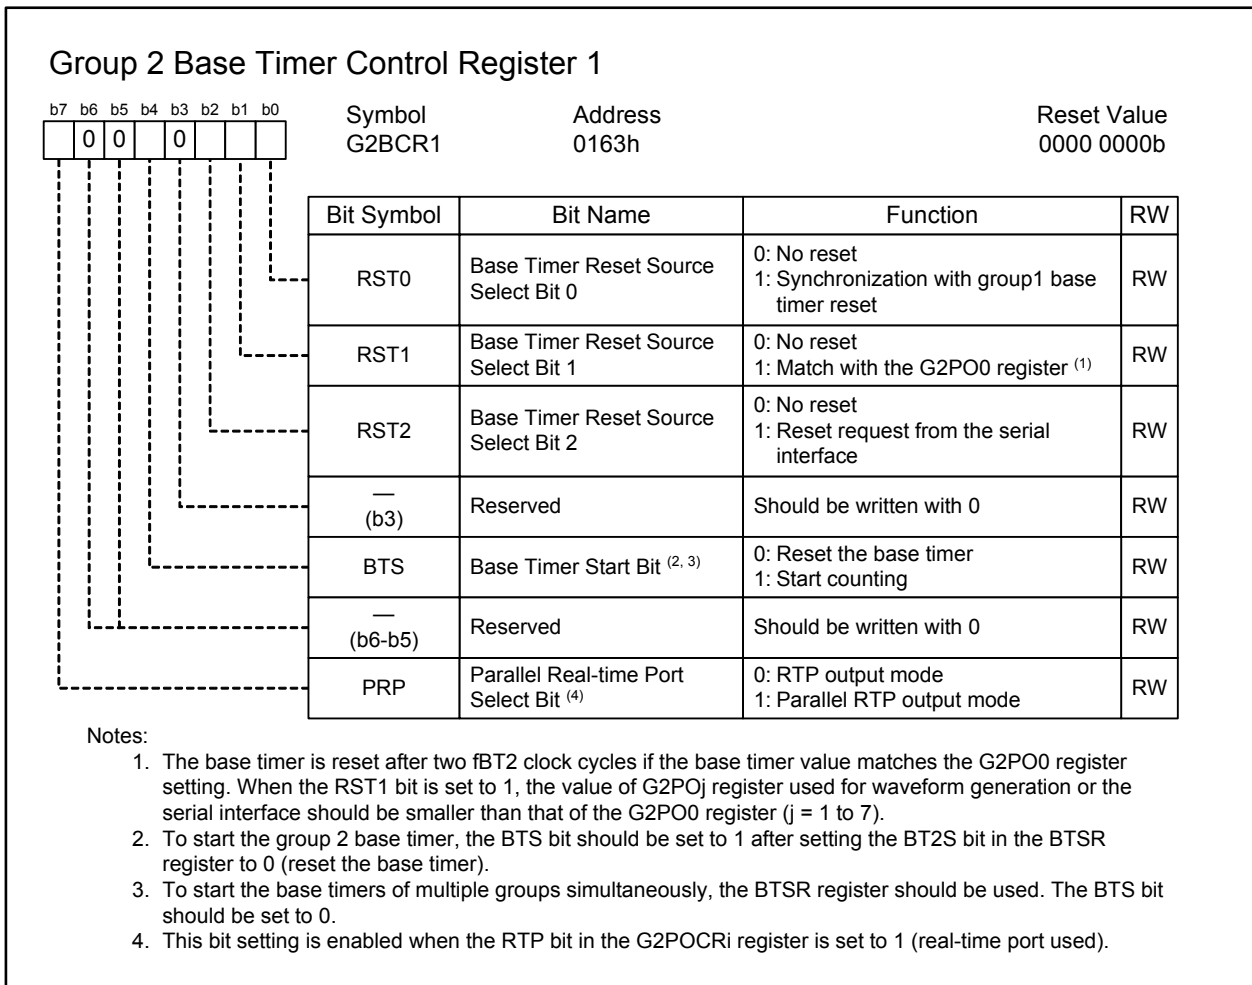 Group 2 Base Timer Control Register 1
b7 b6 b5 b4 b3 b2 b1 b0
0 0 0
Symbol Address Reset Value
G2BCR1 0163h 0000 0000b
Bit Symbol Bit Name Function RW
RST0 Base Timer Reset Source Select Bit 0 0: No reset RW
1: Synchronization with group1 base
timer reset
RST1 Base Timer Reset Source Select Bit 1 0: No reset RW
1: Match with the G2PO0 register (1)
RST2 Base Timer Reset Source Select Bit 2 0: No reset RW
1: Reset request from the serial
interface
—
(b3) Reserved Should be written with 0 RW
BTS Base Timer Start Bit (2, 3) 0: Reset the base timer RW
1: Start counting
—
(b6-b5) Reserved Should be written with 0 RW
PRP Parallel Real-time Port Select Bit (4) 0: RTP output mode RW
1: Parallel RTP output mode
Notes:
1. The base timer is reset after two fBT2 clock cycles if the base timer value matches the G2PO0 register
setting. When the RST1 bit is set to 1, the value of G2POj register used for waveform generation or the
serial interface should be smaller than that of the G2PO0 register (j = 1 to 7).
2. To start the group 2 base timer, the BTS bit should be set to 1 after setting the BT2S bit in the BTSR
register to 0 (reset the base timer).
3. To start the base timers of multiple groups simultaneously, the BTSR register should be used. The BTS bit
should be set to 0.
4. This bit setting is enabled when the RTP bit in the G2POCRi register is set to 1 (real-time port used).